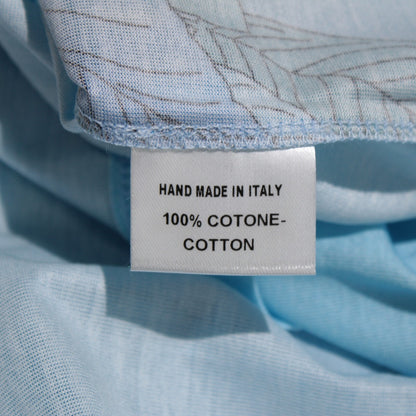 HAND MADE IN ITALY
100% COTONE-
COTTON